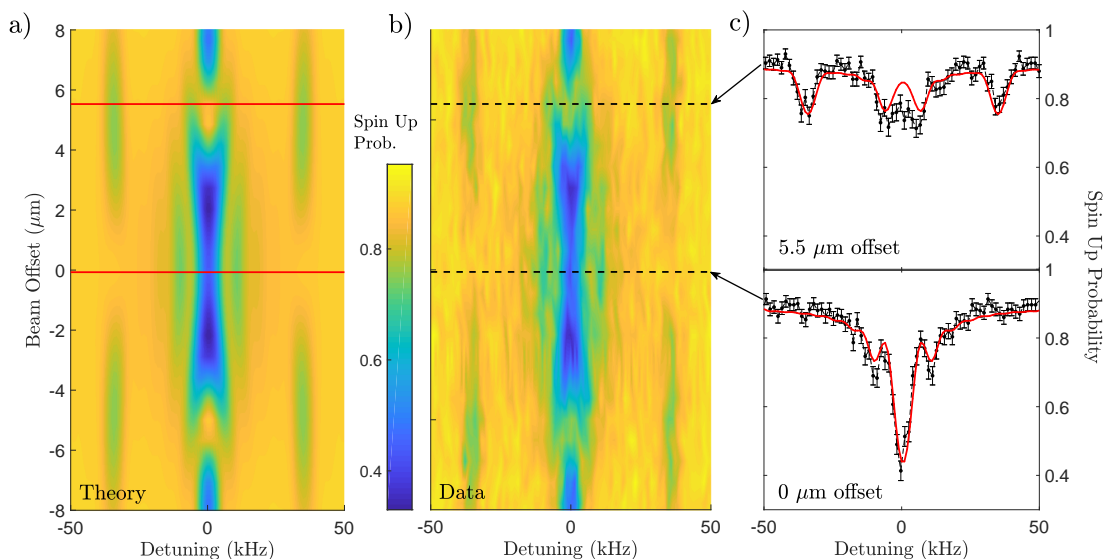 a)
b)
c)
8
6
4
2
0
-2
-4
-6
-8
Beam Offset (μm)
Theory
-50
0
50
Detuning (kHz)
Spin Up
Prob.
0.8
0.6
0.4
Data
-50
0
50
Detuning (kHz)
1
0.8
0.6
0.4
5.5 μm offset
1
0.8
0.6
0.4
0 μm offset
Spin Up Probability
-50
0
50
Detuning (kHz)